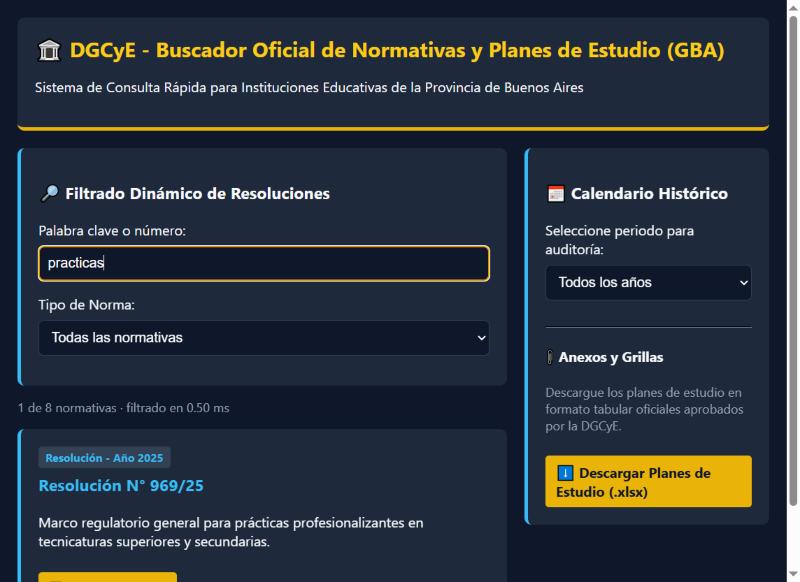 DGCyE - Buscador Oficial de Normativas y Planes de Estudio (GBA)
Sistema de Consulta Rápida para Instituciones Educativas de la Provincia de Buenos Aires
Filtrado Dinámico de Resoluciones
Palabra clave o número:
practicas
Tipo de Norma:
Todas las normativas
1 de 8 normativas · filtrado en 0.50 ms
Resolución - Año 2025
Resolución N° 969/25
Marco regulatorio general para prácticas profesionalizantes en
tecnicaturas superiores y secundarias.
Calendario Histórico
Seleccione periodo para
auditoría:
Todos los años
Anexos y Grillas
Descargue los planes de estudio en
formato tabular oficiales aprobados
por la DGCyE.
Descargar Planes de
Estudio (.xlsx)